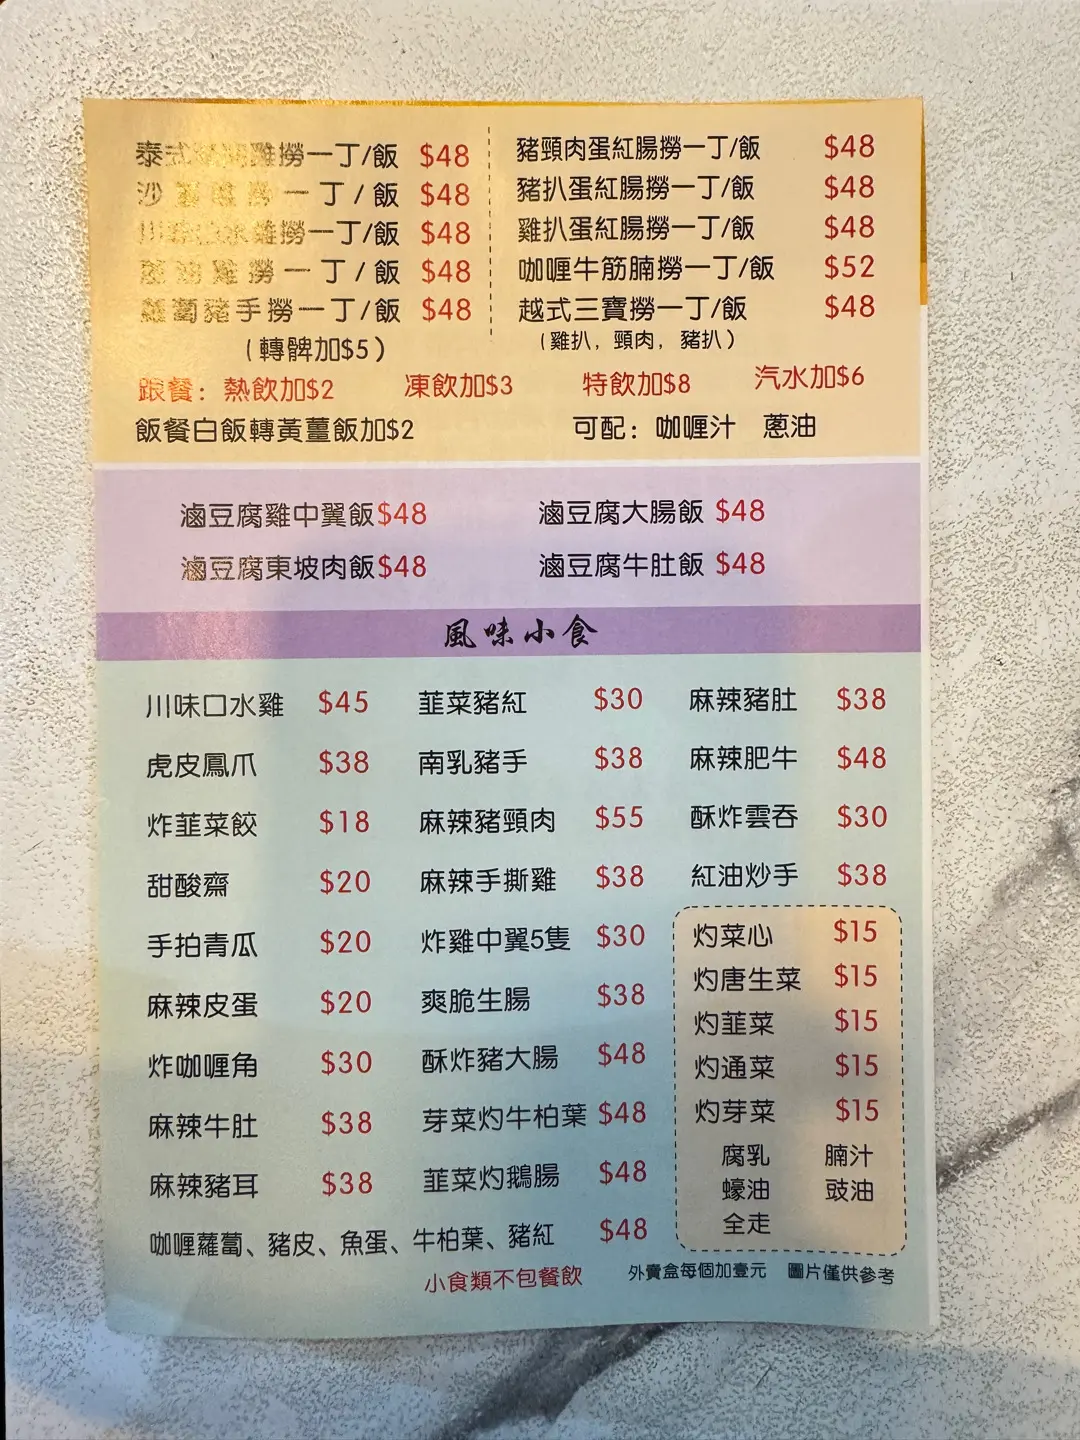 泰式 雞撈一丁/飯 $48
沙 一丁/飯 $48
川味口水雞撈一丁/飯 $48
蔥油雞撈一丁/飯 $48
蘿蔔豬手撈一丁/飯 $48
(轉髀加$5)
豬頸肉蛋紅腸撈一丁/飯 $48
豬扒蛋紅腸撈一丁/飯 $48
雞扒蛋紅腸撈一丁/飯 $48
咖喱牛筋腩撈一丁/飯 $52
越式三寶撈一丁/飯 $48
(雞扒，頸肉，豬扒)
跟餐：熱飲加$2 凍飲加$3 特飲加$8 汽水加$6
飯餐白飯轉黃薑飯加$2 可配：咖喱汁 蔥油
滷豆腐雞中翼飯$48 滷豆腐大腸飯 $48
滷豆腐東坡肉飯$48 滷豆腐牛肚飯 $48
風味小食
川味口水雞 $45
虎皮鳳爪 $38
炸韮菜餃 $18
甜酸齋 $20
手拍青瓜 $20
麻辣皮蛋 $20
炸咖喱角 $30
麻辣牛肚 $38
麻辣豬耳 $38
韮菜豬紅 $30
南乳豬手 $38
麻辣豬頸肉 $55
麻辣手撕雞 $38
炸雞中翼5隻 $30
爽脆生腸 $38
酥炸豬大腸 $48
芽菜灼牛柏葉 $48
韮菜灼鵝腸 $48
咖喱蘿蔔、豬皮、魚蛋、牛柏葉、豬紅 $48
麻辣豬肚 $38
麻辣肥牛 $48
酥炸雲吞 $30
紅油炒手 $38
灼菜心 $15
灼唐生菜 $15
灼韮菜 $15
灼通菜 $15
灼芽菜 $15
腐乳 腩汁
蠔油 豉油
全走
小食類不包餐飲 外賣盒每個加壹元 圖片僅供參考